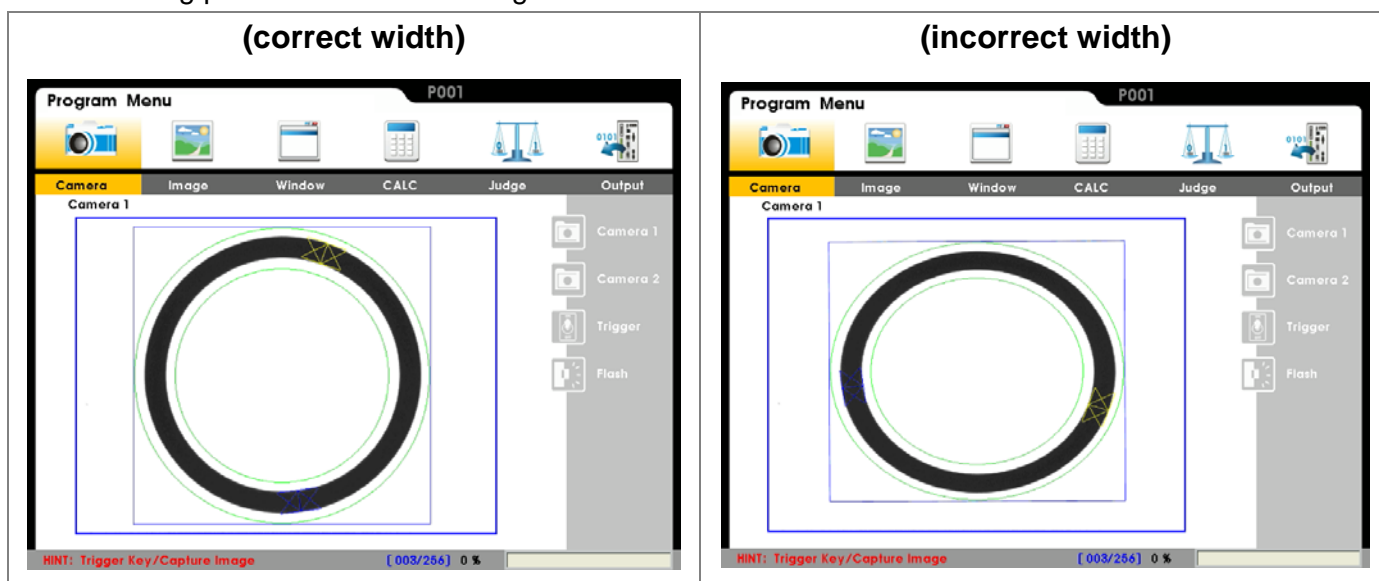 (correct width)
P001
Program Menu
0101
Camera Image Window CALC Judge Output
Camera 1
Camera 1
Camera 2
Trigger
Flash
HINT: Trigger Key/Capture Image [003/256] 0 %
(incorrect width)
P001
Program Menu
0101
Camera Image Window CALC Judge Output
Camera 1
Camera 1
Camera 2
Trigger
Flash
HINT: Trigger Key/Capture Image [003/256] 0 %